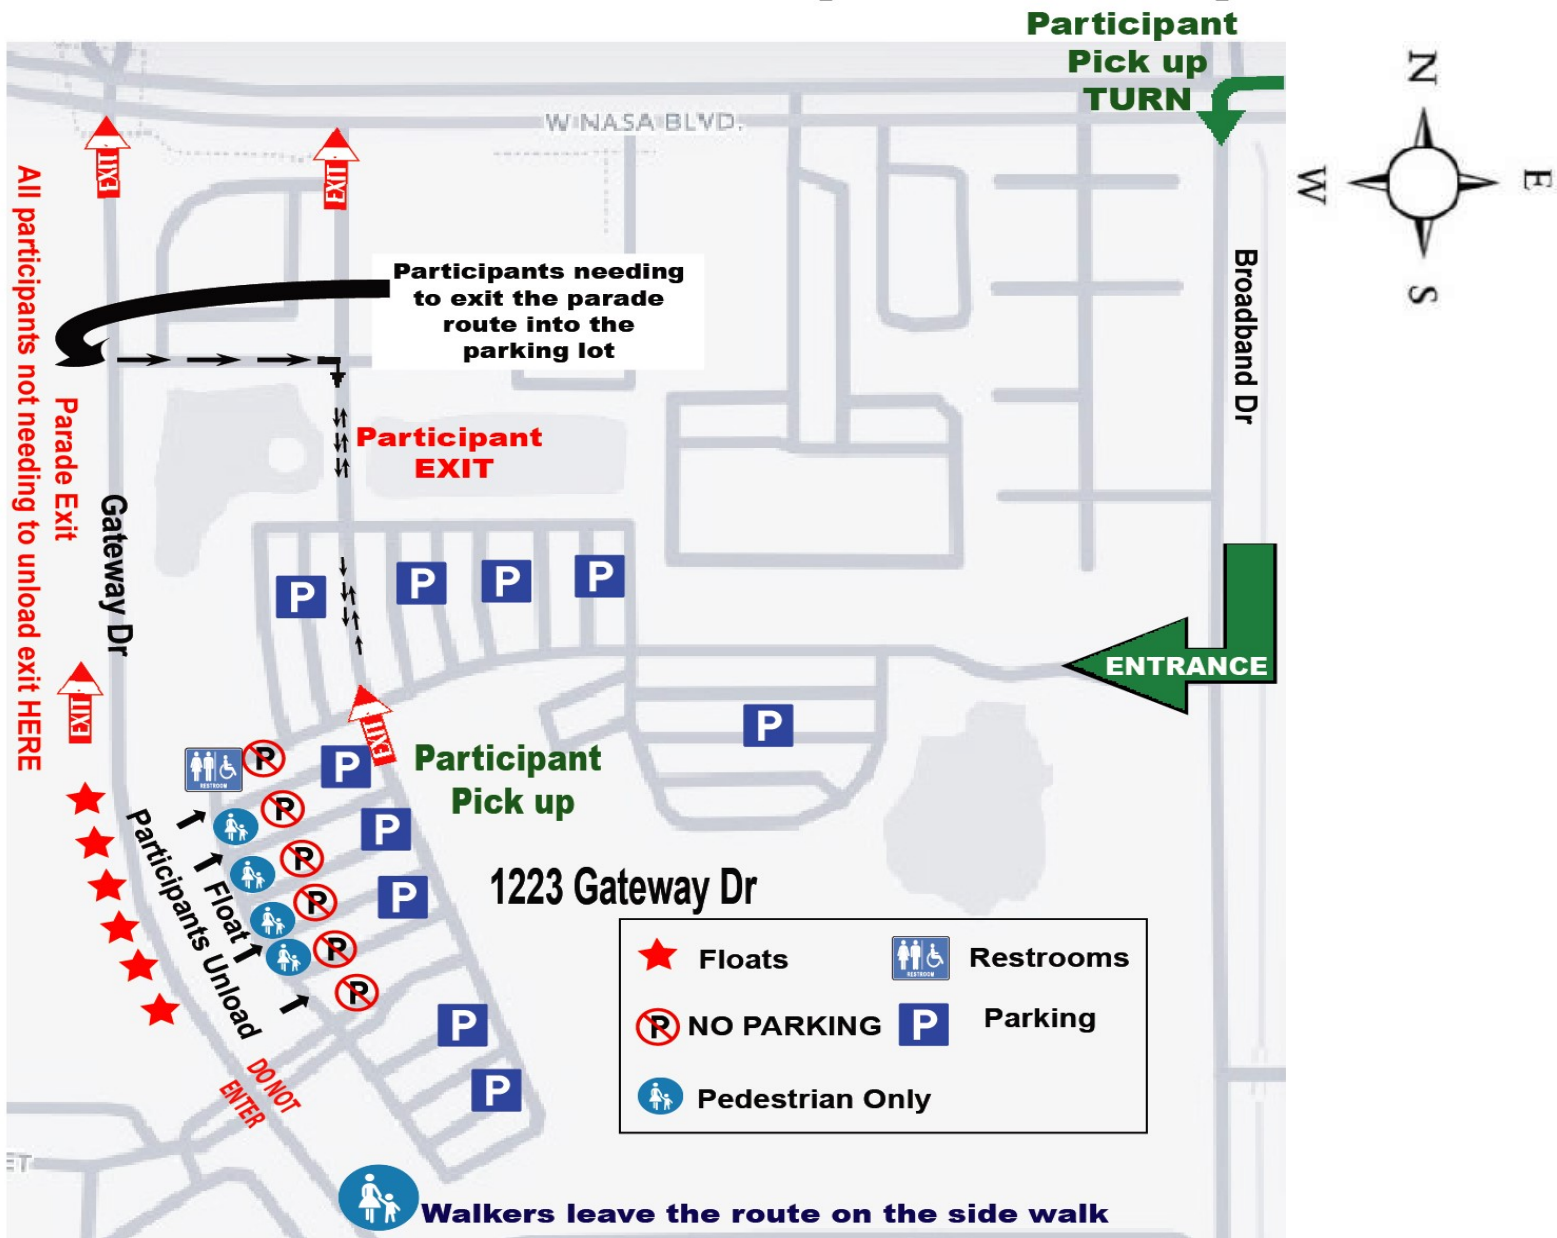 Participant
Pick up
TURN
N
W
E
S
W NASA BLVD.
EXIT
EXIT
All participants not needing to unload exit HERE
Participants needing
to exit the parade
route into the
parking lot
Broadband Dr
Parade Exit
Participant
EXIT
Gateway Dr
P
P
P
P
ENTRANCE
EXIT
EXIT
P
Participant
Pick up
RESTROOM
P
P
P
P
P
P
P
P
P
Participants Unload
Float
1223 Gateway Dr
P
P
DO NOT
ENTER
Floats
RESTROOM
Restrooms
P
NO PARKING
P
Parking
Pedestrian Only
ET
Walkers leave the route on the side walk